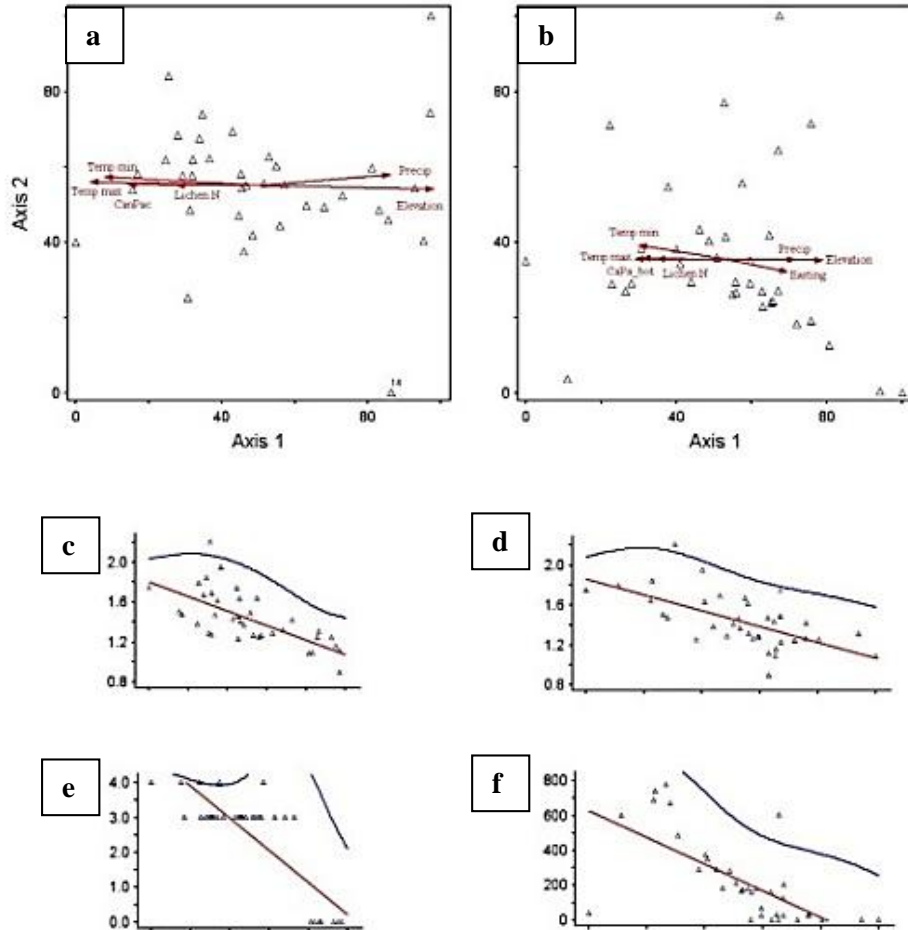 a
b
80
40
0
Axis 2
Temp min
Temp max
CanPac
Lichen N
Precip
Elevation
14
0
40
80
Axis 1
80
40
0
Temp min
Temp max
CaPa_hot
Lichen N
Precip
Elevation
Easting
0
40
80
Axis 1
c
2.0
1.6
1.2
0.8
d
2.0
1.6
1.2
0.8
e
4.0
3.0
2.0
1.0
0.0
f
800
600
400
200
0